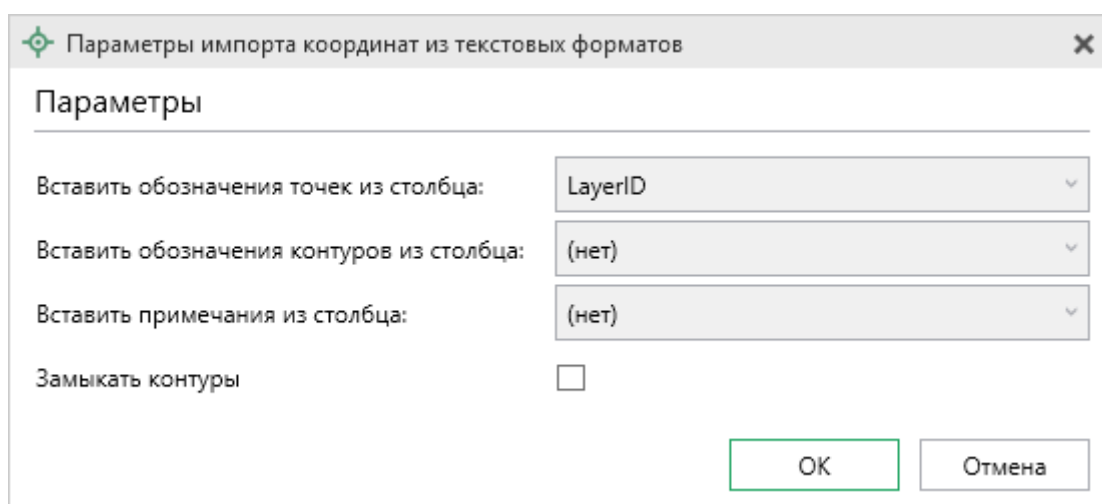 Параметры импорта координат из текстовых форматов
Параметры
Вставить обозначения точек из столбца: LayerID
Вставить обозначения контуров из столбца: (нет)
Вставить примечания из столбца: (нет)
Замыкать контуры
OK Отмена